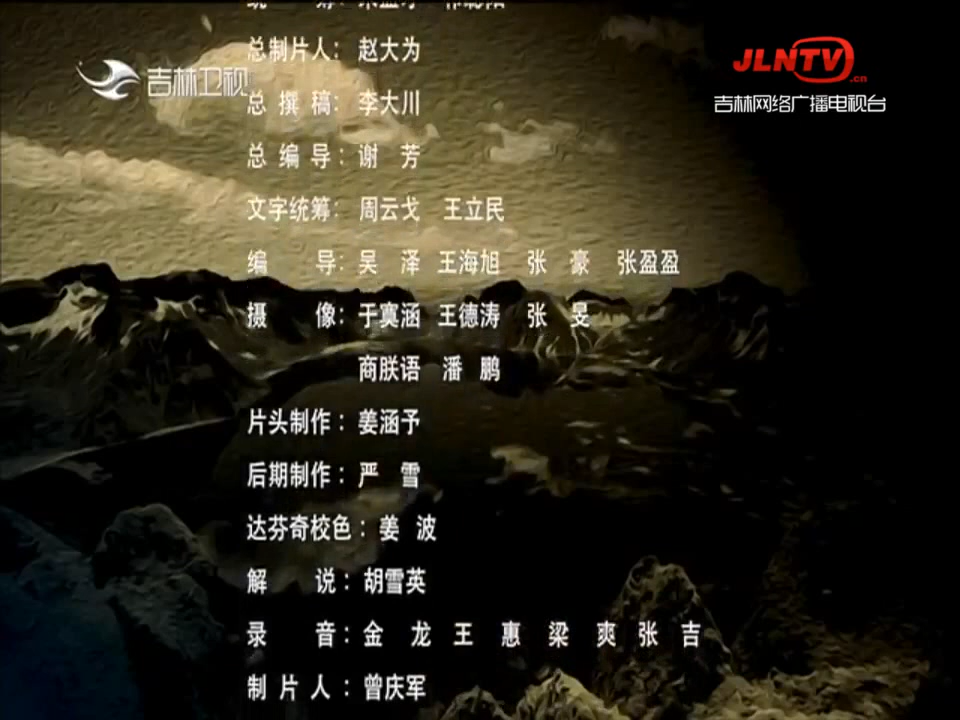 总制片人：赵大为
吉林卫视
JLNTV.cn
吉林网络广播电视台
总撰稿：李大川
总编导：谢 芳
文字统筹：周云戈 王立民
编 导：吴 泽 王海旭 张 豪 张盈盈
摄 像：于寞涵 王德涛 张 旻
商朕语 潘 鹏
片头制作：姜涵予
后期制作：严 雪
达芬奇校色：姜 波
解 说：胡雪英
录 音：金 龙 王 惠 梁 爽 张 吉
制片人：曾庆军